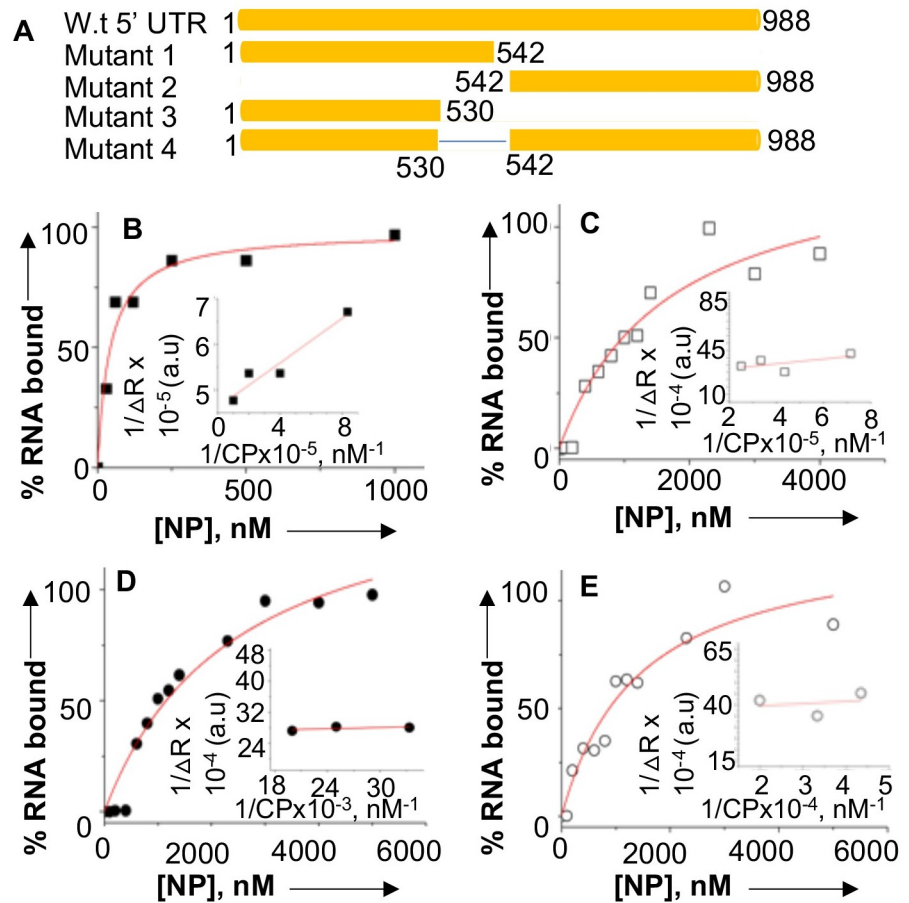 A
W.t 5’ UTR 1 988
Mutant 1 1 542
Mutant 2 542 988
Mutant 3 1 530
Mutant 4 1 988
530 542
B
% RNA bound
100
50
0
0 500 1000
[NP], nM
1/△R x
10-5 (a.u)
7
6
5
0 4 8
1/CPx10-5, nM-1
C
% RNA bound
100
50
0
0 2000 4000
[NP], nM
1/△R x
10-4 (a.u)
85
45
10
2 4 6 8
1/CPx10-5, nM-1
D
% RNA bound
100
50
0
0 2000 4000 6000
[NP], nM
1/△R x
10-4 (a.u)
48
40
32
24
18 24 30
1/CPx10-3, nM-1
E
% RNA bound
100
50
0
0 2000 4000 6000
[NP], nM
1/△R x
10-4 (a.u)
65
40
15
2 3 4 5
1/CPx10-4, nM-1